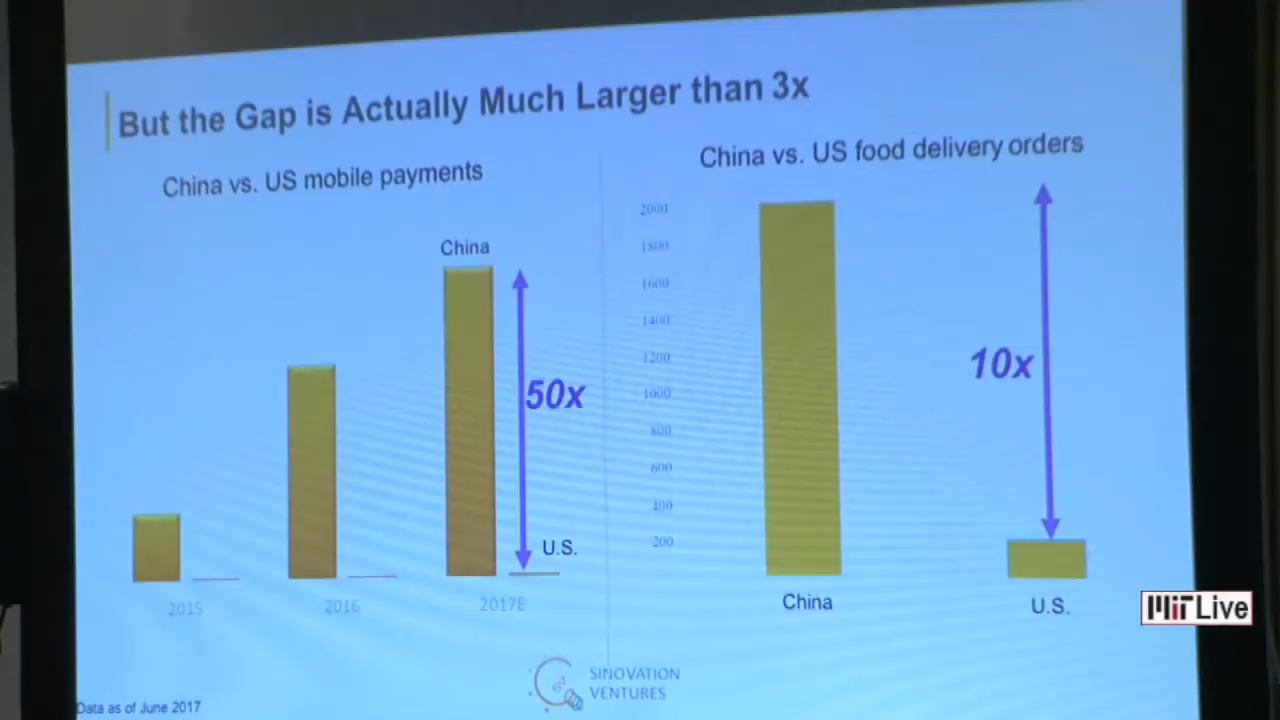 But the Gap is Actually Much Larger than 3x
China vs. US mobile payments
China
50x
U.S.
2015
2016
2017E
China vs. US food delivery orders
2000
1800
1600
1400
1200
1000
800
600
400
200
10x
China
U.S.
MIT Live
SINOVATION
VENTURES
Data as of June 2017